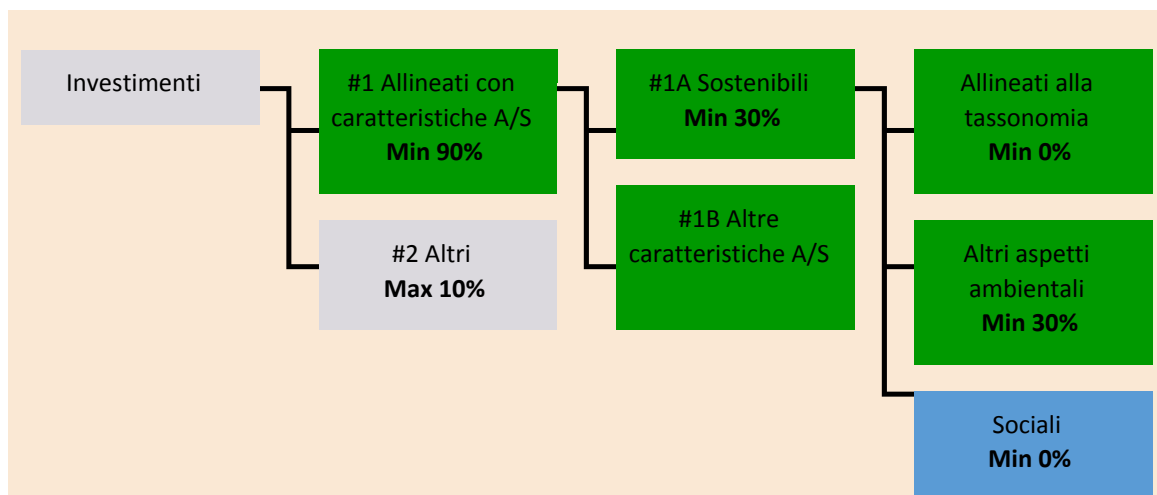 Investimenti
#1 Allineati con
caratteristiche A/S
Min 90%
#2 Altri
Max 10%
#1A Sostenibili
Min 30%
#1B Altre
caratteristiche A/S
Allineati alla
tassonomia
Min 0%
Altri aspetti
ambientali
Min 30%
Sociali
Min 0%